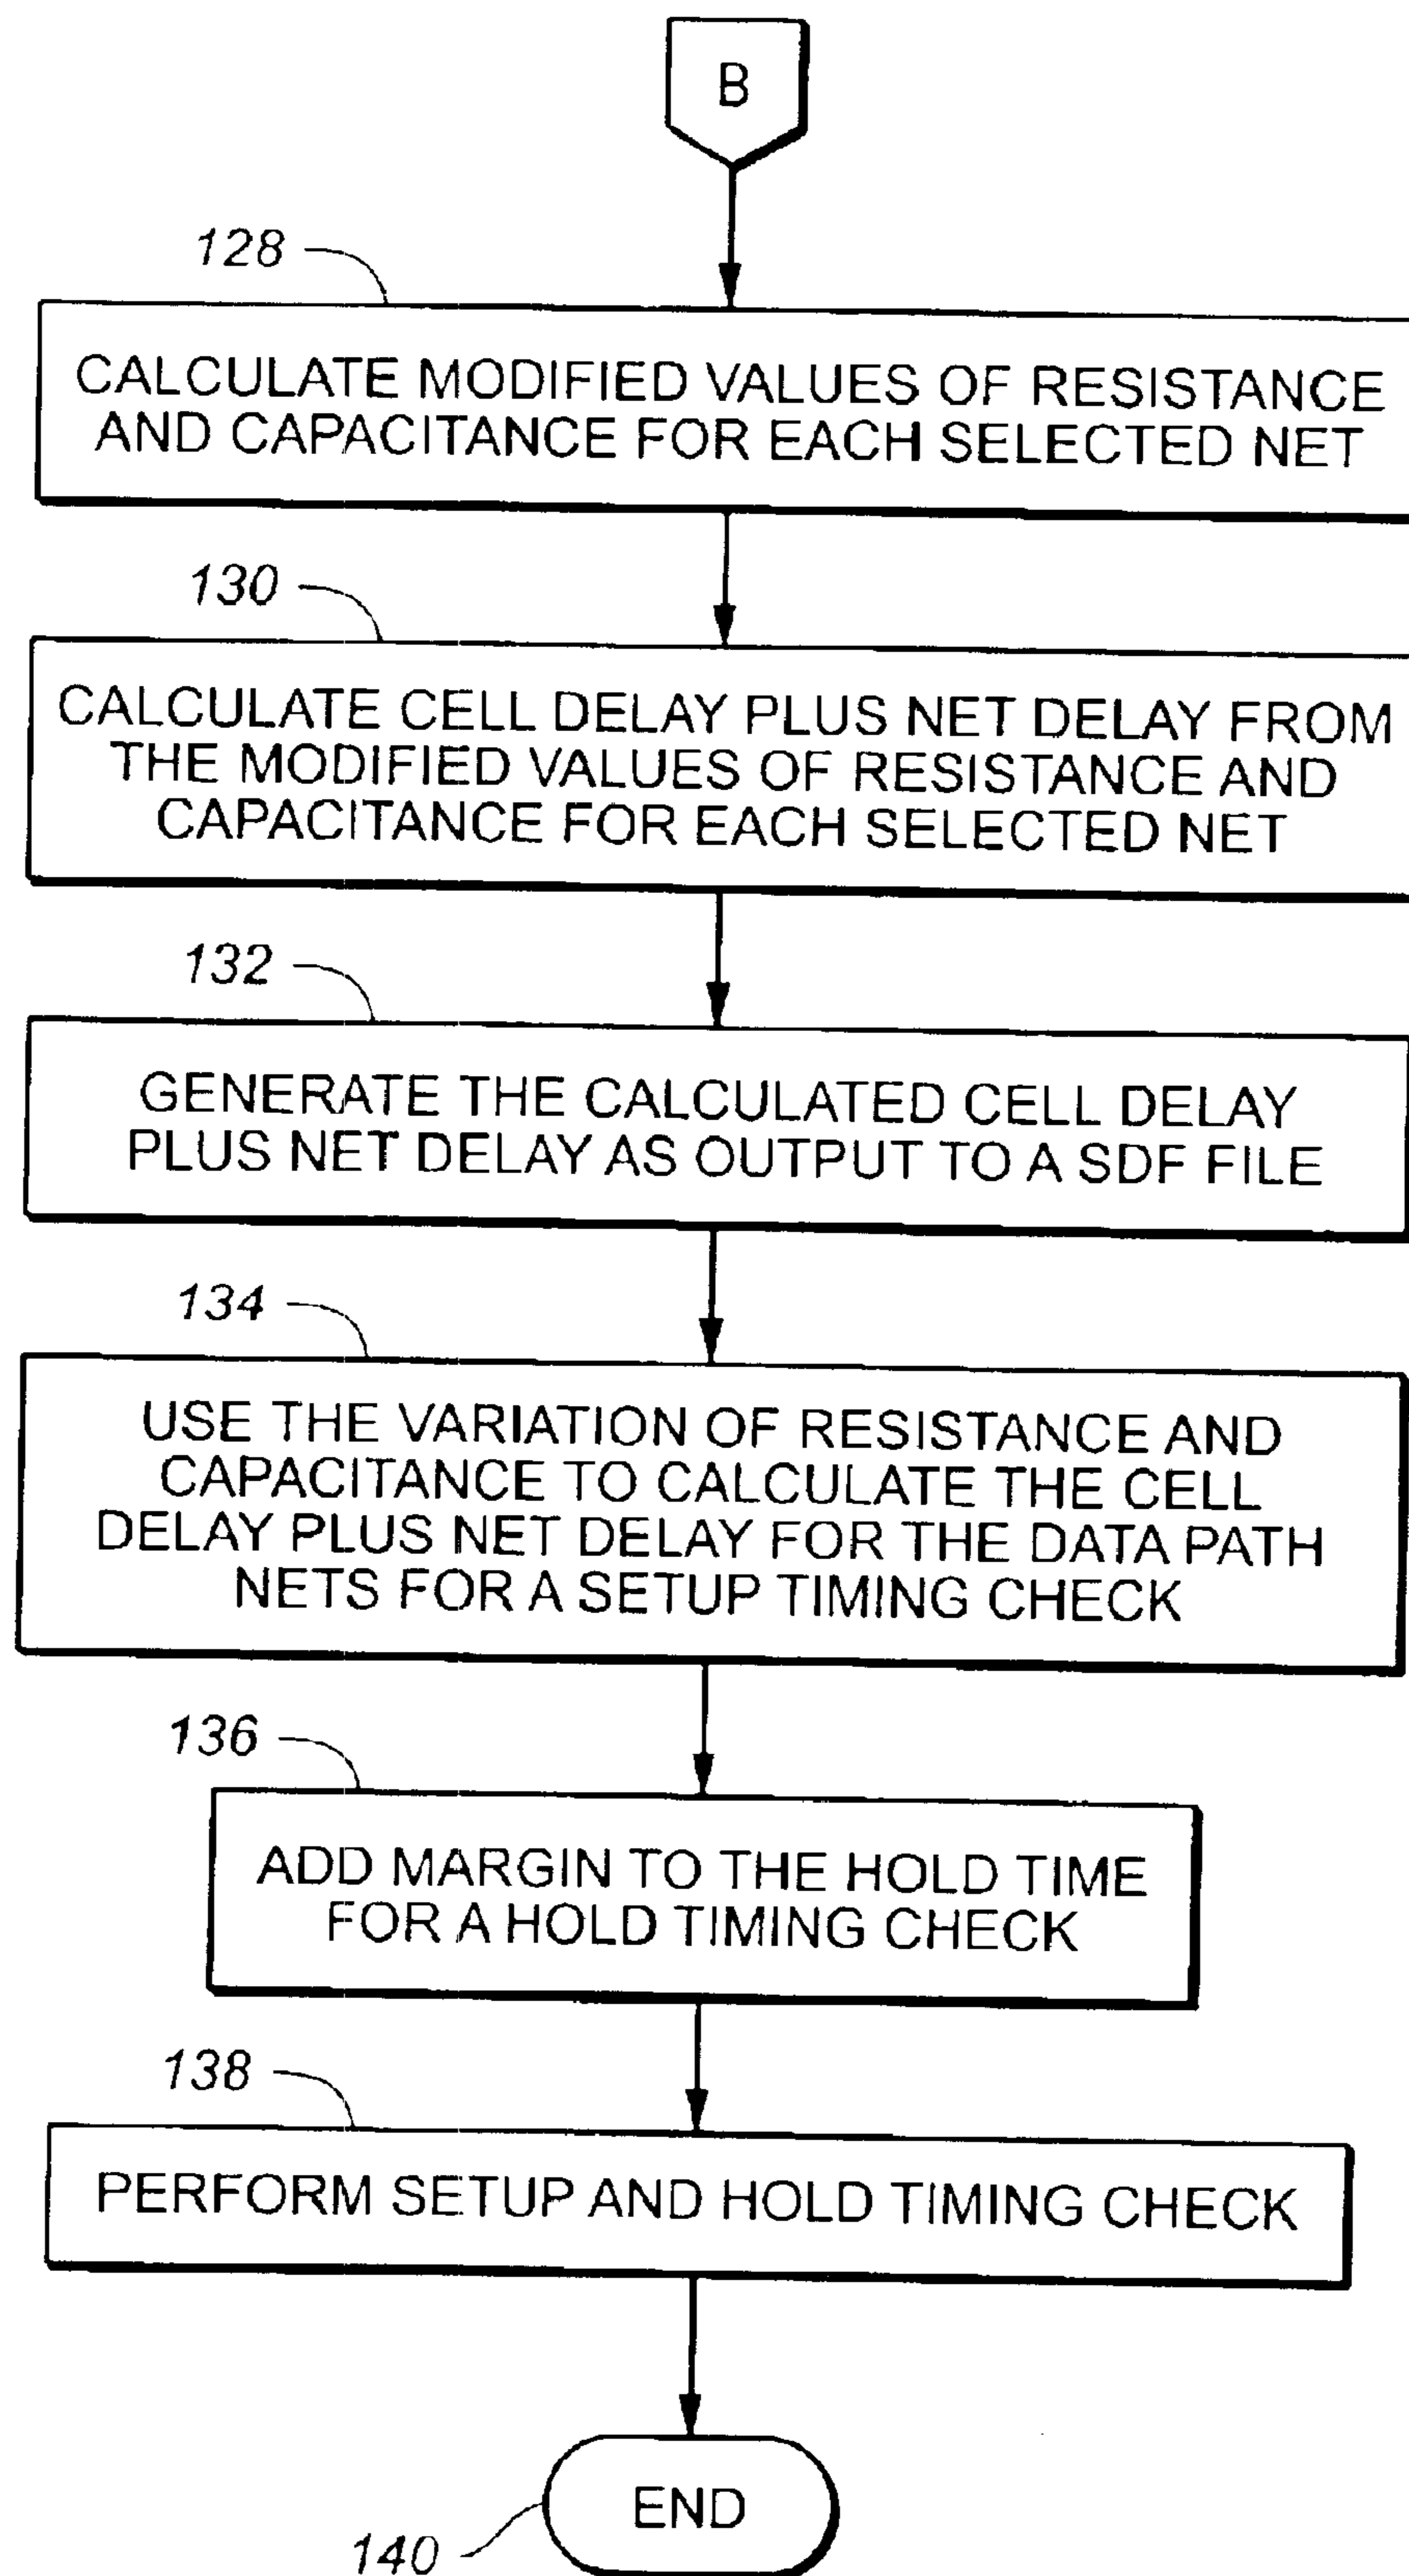 B
128
CALCULATE MODIFIED VALUES OF RESISTANCE
AND CAPACITANCE FOR EACH SELECTED NET
130
CALCULATE CELL DELAY PLUS NET DELAY FROM
THE MODIFIED VALUES OF RESISTANCE AND
CAPACITANCE FOR EACH SELECTED NET
132
GENERATE THE CALCULATED CELL DELAY
PLUS NET DELAY AS OUTPUT TO A SDF FILE
134
USE THE VARIATION OF RESISTANCE AND
CAPACITANCE TO CALCULATE THE CELL
DELAY PLUS NET DELAY FOR THE DATA PATH
NETS FOR A SETUP TIMING CHECK
136
ADD MARGIN TO THE HOLD TIME
FOR A HOLD TIMING CHECK
138
PERFORM SETUP AND HOLD TIMING CHECK
END
140